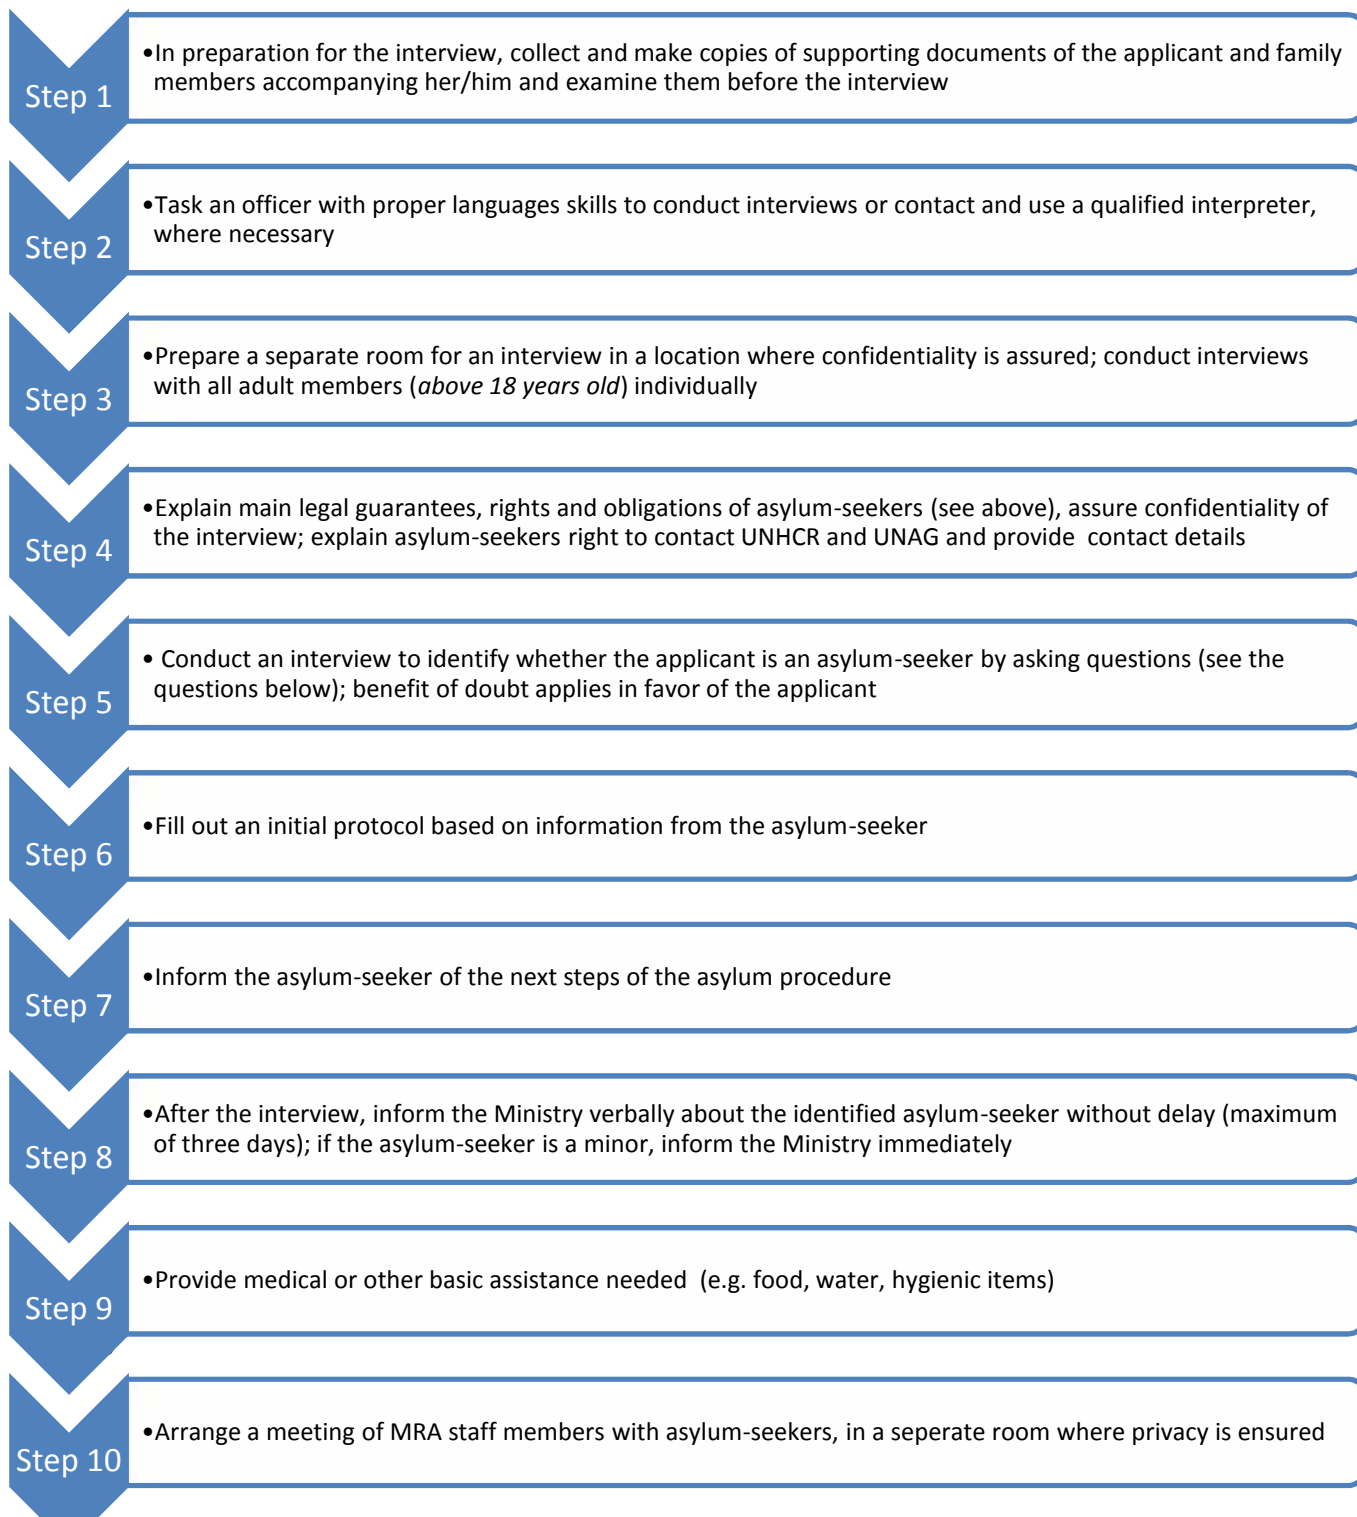 Step 1
•In preparation for the interview, collect and make copies of supporting documents of the applicant and family
members accompanying her/him and examine them before the interview
Step 2
•Task an officer with proper languages skills to conduct interviews or contact and use a qualified interpreter,
where necessary
Step 3
•Prepare a separate room for an interview in a location where confidentiality is assured; conduct interviews
with all adult members (above 18 years old) individually
Step 4
•Explain main legal guarantees, rights and obligations of asylum-seekers (see above), assure confidentiality of
the interview; explain asylum-seekers right to contact UNHCR and UNAG and provide contact details
Step 5
• Conduct an interview to identify whether the applicant is an asylum-seeker by asking questions (see the
questions below); benefit of doubt applies in favor of the applicant
Step 6
•Fill out an initial protocol based on information from the asylum-seeker
Step 7
•Inform the asylum-seeker of the next steps of the asylum procedure
Step 8
•After the interview, inform the Ministry verbally about the identified asylum-seeker without delay (maximum
of three days); if the asylum-seeker is a minor, inform the Ministry immediately
Step 9
•Provide medical or other basic assistance needed (e.g. food, water, hygienic items)
Step 10
•Arrange a meeting of MRA staff members with asylum-seekers, in a seperate room where privacy is ensured